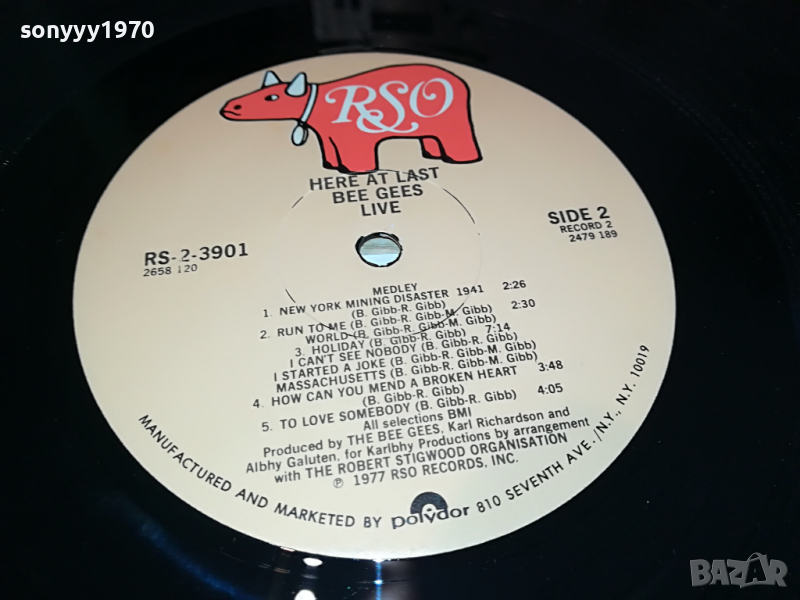 sonyyy1970
RSO
HERE AT LAST
BEE GEES
LIVE
RS-2-3901
2658 120
SIDE 2
RECORD 2
2479 189
MEDLEY
1. NEW YORK MINING DISASTER 1941 2:26
(B. Gibb-R. Gibb)
2. RUN TO ME (B. Gibb-R. Gibb-M. Gibb) 2:30
WORLD (B. Gibb-R. Gibb-M. Gibb)
3. HOLIDAY (B. Gibb-R. Gibb) 7:14
I CAN'T SEE NOBODY (B. Gibb-R. Gibb)
I STARTED A JOKE (B. Gibb-R. Gibb-M. Gibb)
MASSACHUSETTS (B. Gibb-R. Gibb-M. Gibb)
4. HOW CAN YOU MEND A BROKEN HEART 3:48
(B. Gibb-R. Gibb)
5. TO LOVE SOMEBODY (B. Gibb-R. Gibb) 4:05
All selections BMI
Produced by THE BEE GEES, Karl Richardson and
Albhy Galuten, for Karlbhy Productions by arrangement
with THE ROBERT STIGWOOD ORGANISATION
℗ 1977 RSO RECORDS, INC.
MANUFACTURED AND MARKETED BY polydor 810 SEVENTH AVE./N.Y., N.Y. 10019
BAZAR